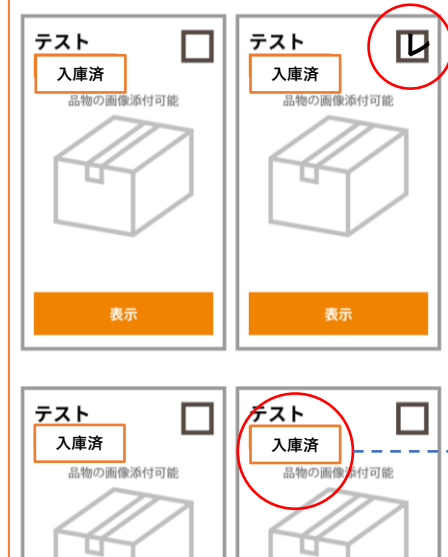 テスト
入庫済
品物の画像添付可能
表示
テスト
入庫済
品物の画像添付可能
表示
テスト
入庫済
品物の画像添付可能
テスト
入庫済
品物の画像添付可能